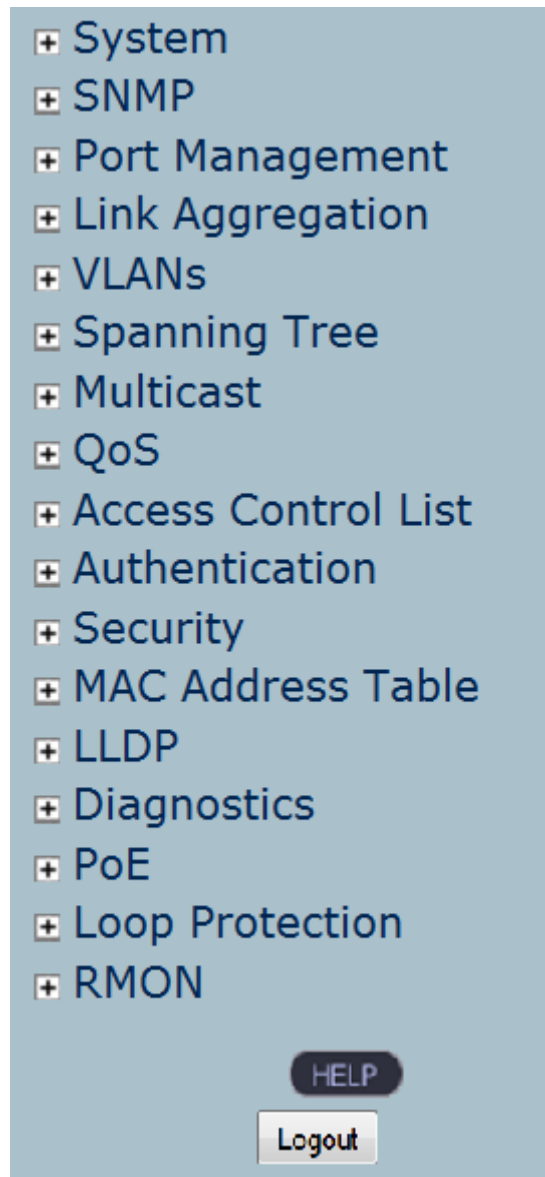 System
SNMP
Port Management
Link Aggregation
VLANs
Spanning Tree
Multicast
QoS
Access Control List
Authentication
Security
MAC Address Table
LLDP
Diagnostics
PoE
Loop Protection
RMON
HELP
Logout